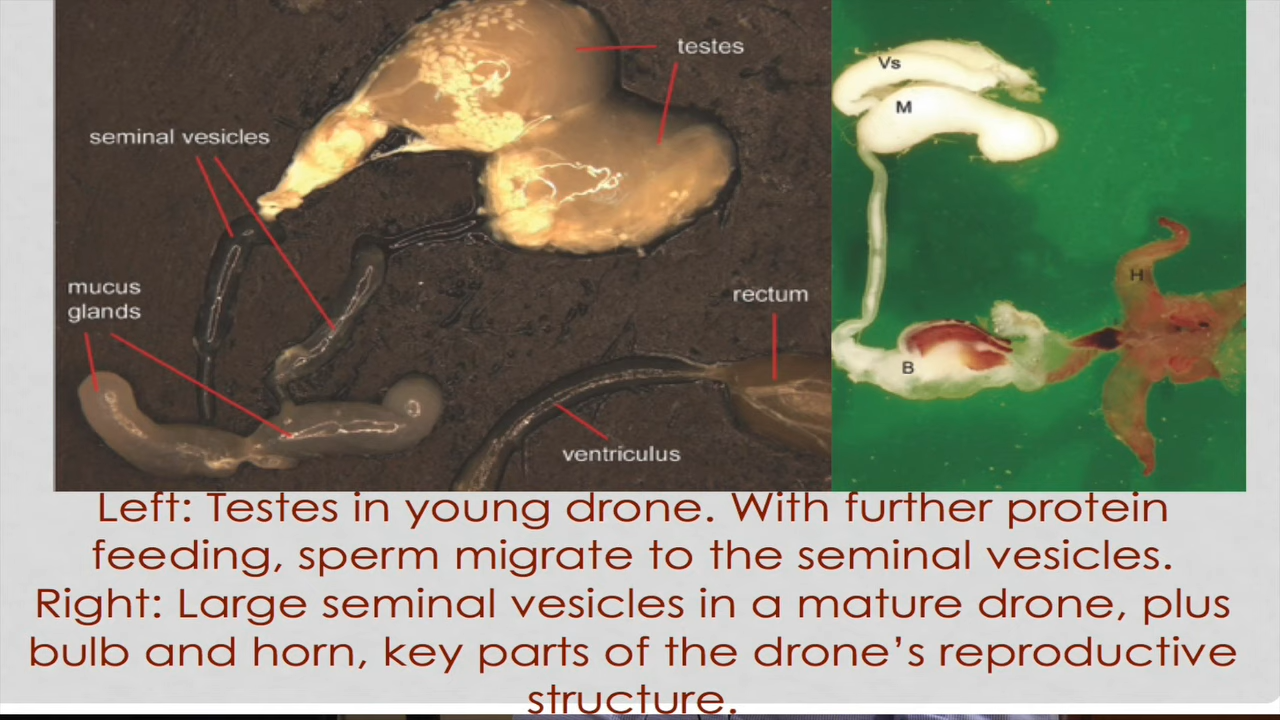 testes
seminal vesicles
mucus
glands
rectum
ventriculus
Vs
M
H
B
Left: Testes in young drone. With further protein
feeding, sperm migrate to the seminal vesicles.
Right: Large seminal vesicles in a mature drone, plus
bulb and horn, key parts of the drone’s reproductive
structure.